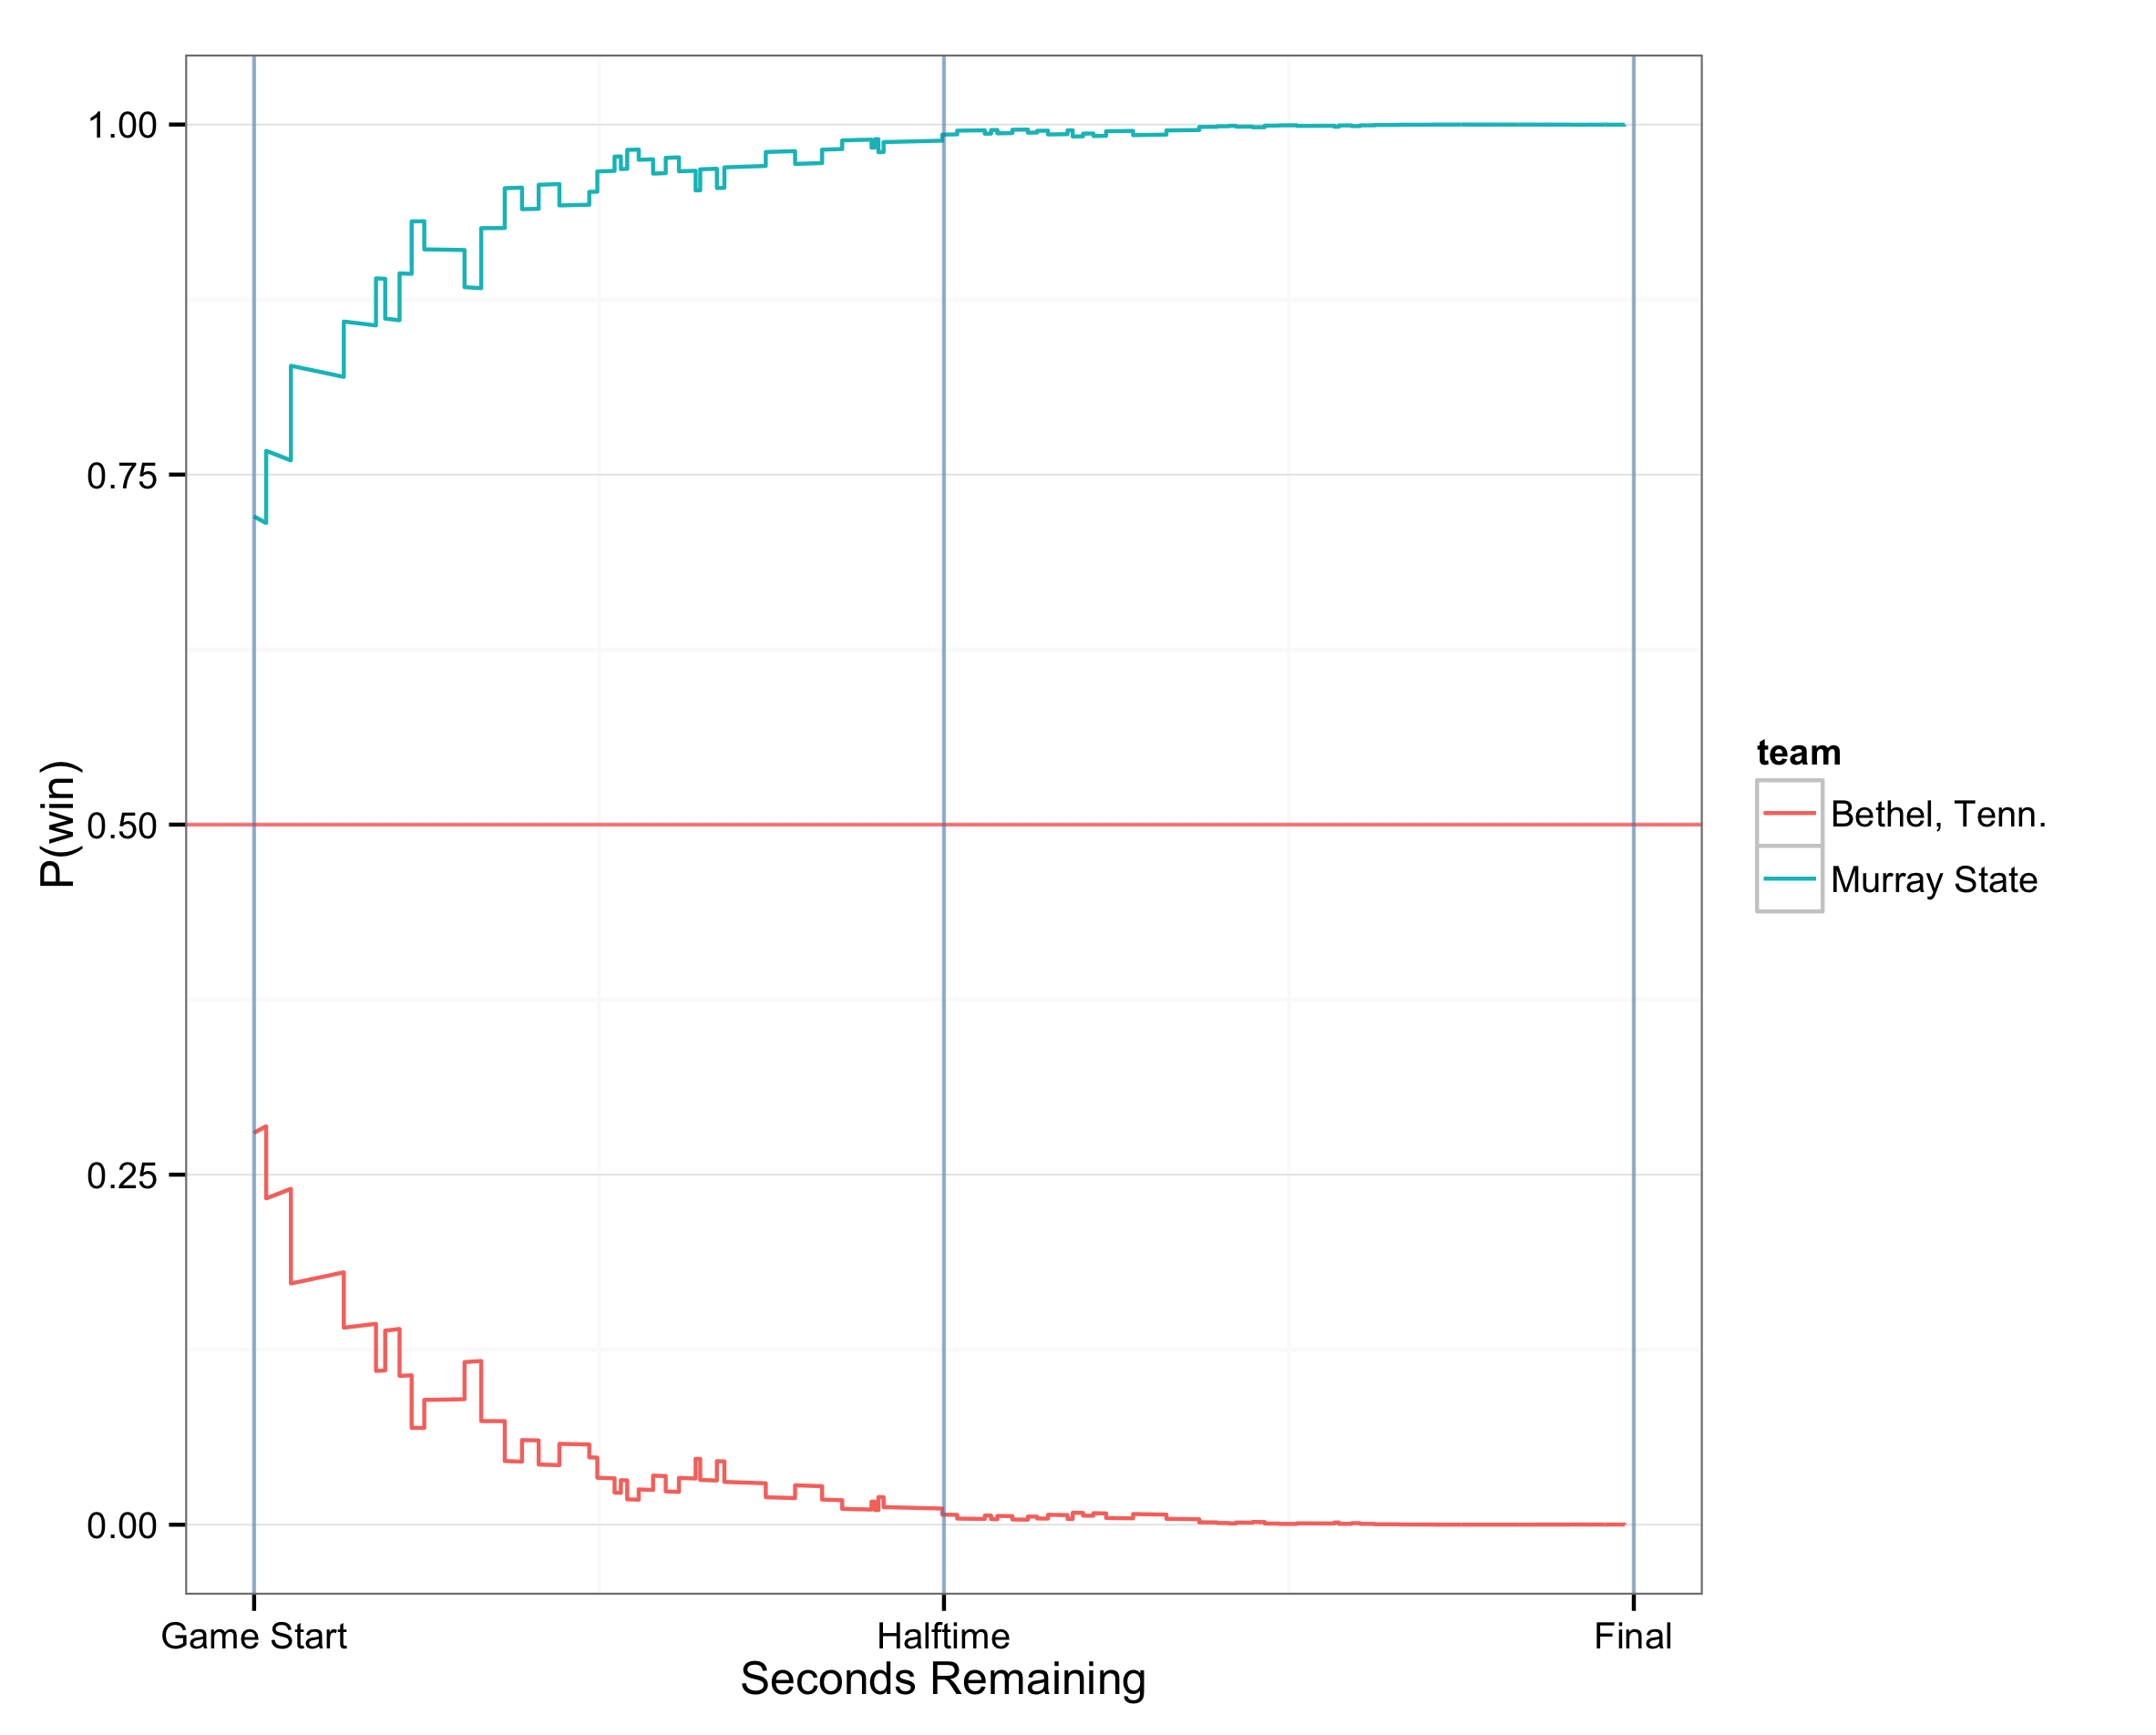 P(win)
1.00
0.75
0.50
0.25
0.00
Game Start
Halftime
Final
Seconds Remaining
team
Bethel, Tenn.
Murray State